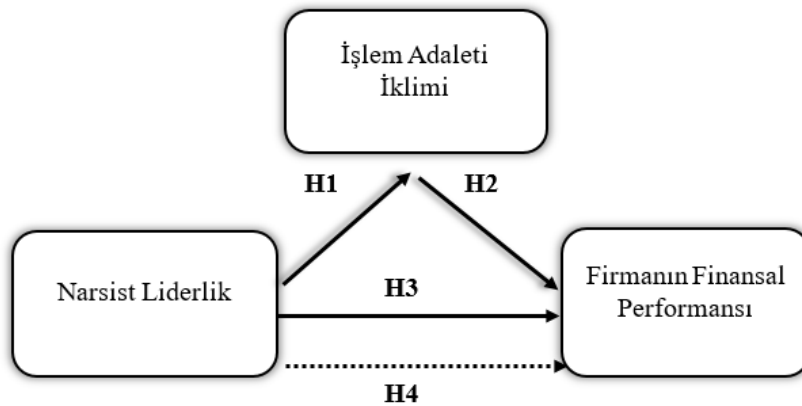 İşlem Adaleti
İklimi
H1
H2
Narsist Liderlik
H3
Firmanın Finansal
Performansı
H4